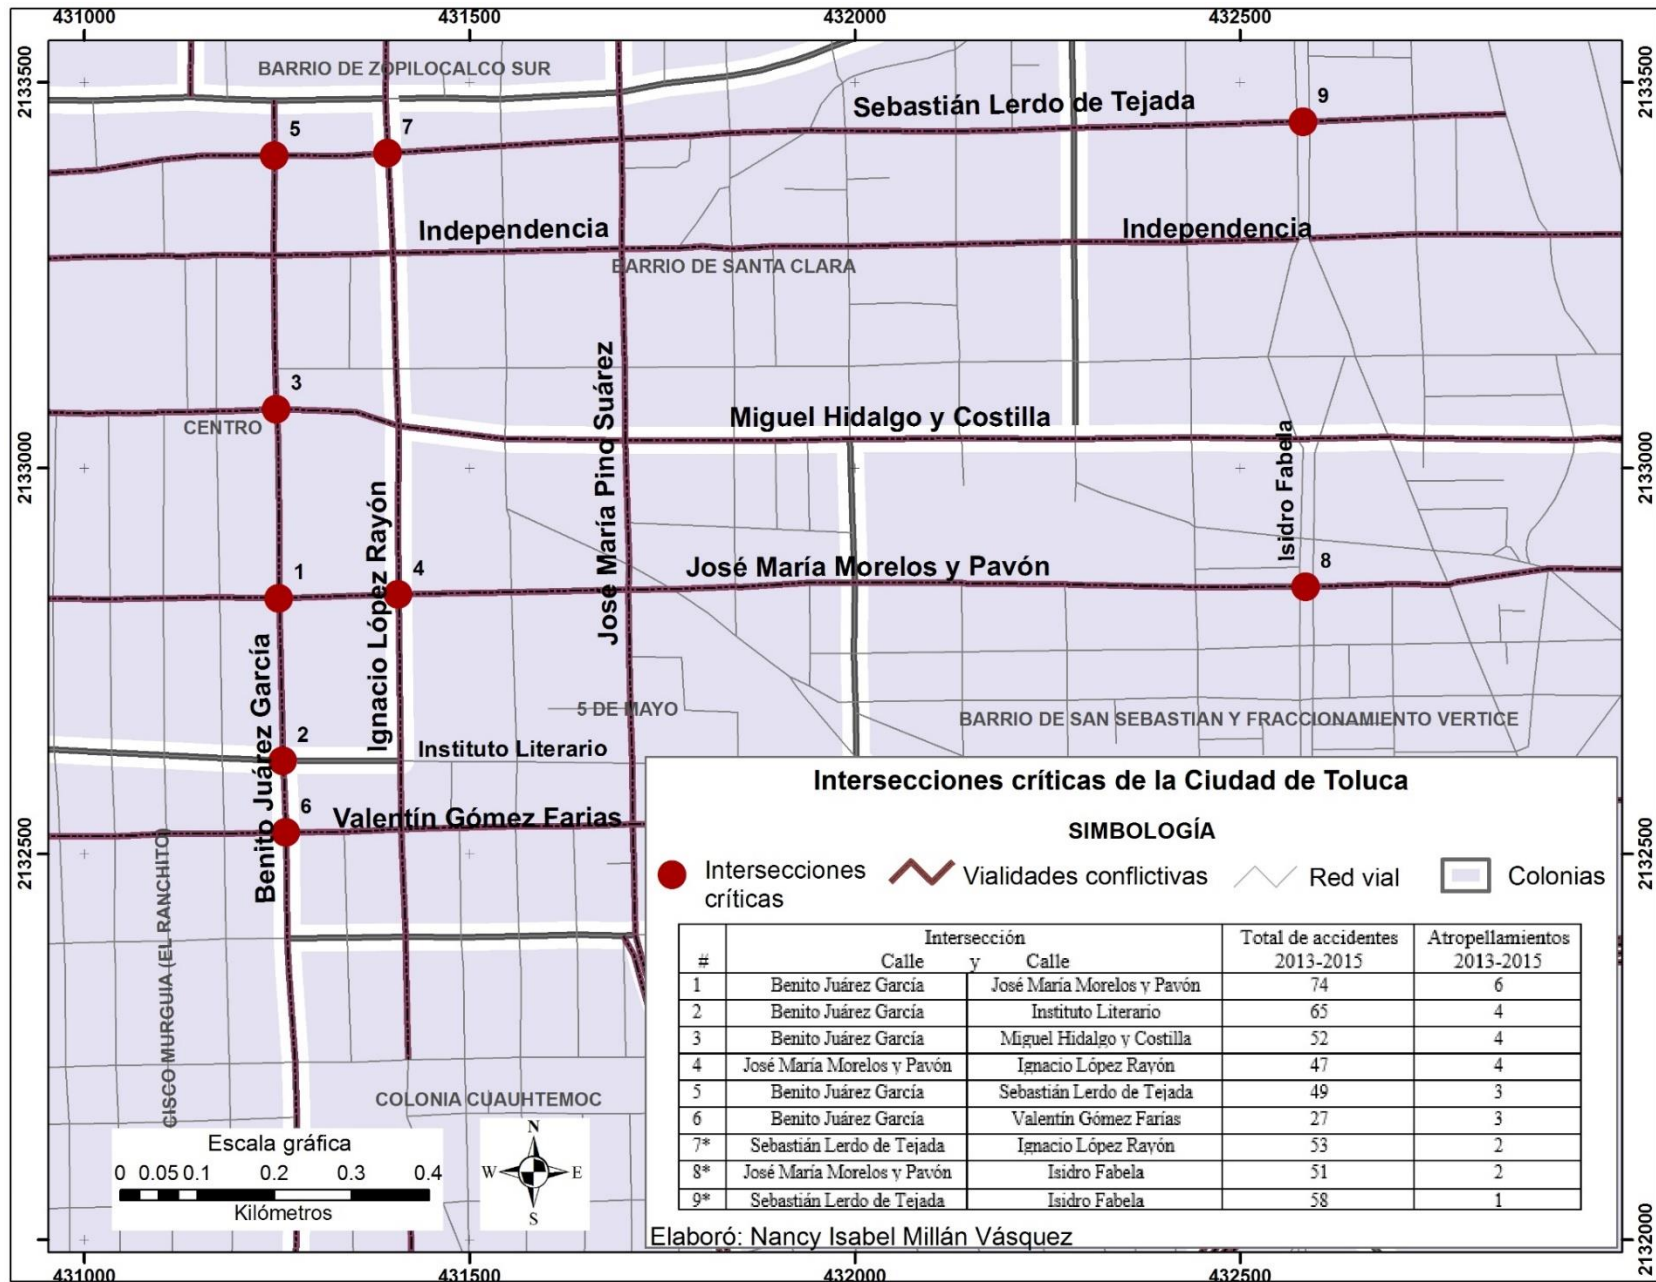 431000
431500
432000
432500
2133500
2133500
BARRIO DE ZOPILOCALCO SUR
Sebastián Lerdo de Tejada
9
5
7
Independencia
Independencia
BARRIO DE SANTA CLARA
José María Pino Suárez
3
Miguel Hidalgo y Costilla
CENTRO
Isidro Fabela
2133000
2133000
Ignacio López Rayón
1
4
José María Morelos y Pavón
8
Benito Juárez García
5 DE MAYO
BARRIO DE SAN SEBASTIAN Y FRACCIONAMIENTO VERTICE
2
Instituto Literario
6
Valentín Gómez Farias
2132500
2132500
CISCO MURGUIA (EL RANCHITO)
COLONIA CUAUHTEMOC
Intersecciones críticas de la Ciudad de Toluca
SIMBOLOGÍA
Intersecciones críticas
Vialidades conflictivas
Red vial
Colonias
# Intersección Calle y Calle Total de accidentes 2013-2015 Atropellamientos 2013-2015
1 Benito Juárez García José María Morelos y Pavón 74 6
2 Benito Juárez García Instituto Literario 65 4
3 Benito Juárez García Miguel Hidalgo y Costilla 52 4
4 José María Morelos y Pavón Ignacio López Rayón 47 4
5 Benito Juárez García Sebastián Lerdo de Tejada 49 3
6 Benito Juárez García Valentín Gómez Farías 27 3
7* Sebastián Lerdo de Tejada Ignacio López Rayón 53 2
8* José María Morelos y Pavón Isidro Fabela 51 2
9* Sebastián Lerdo de Tejada Isidro Fabela 58 1
Elaboró: Nancy Isabel Millán Vásquez
Escala gráfica
0 0.05 0.1 0.2 0.3 0.4
Kilómetros
N
W E
S
2132000
431000
431500
432000
432500